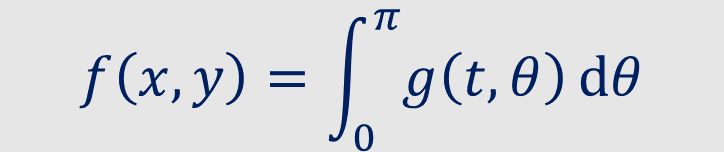 f(x, y) = ∫₀^π g(t, θ) dθ